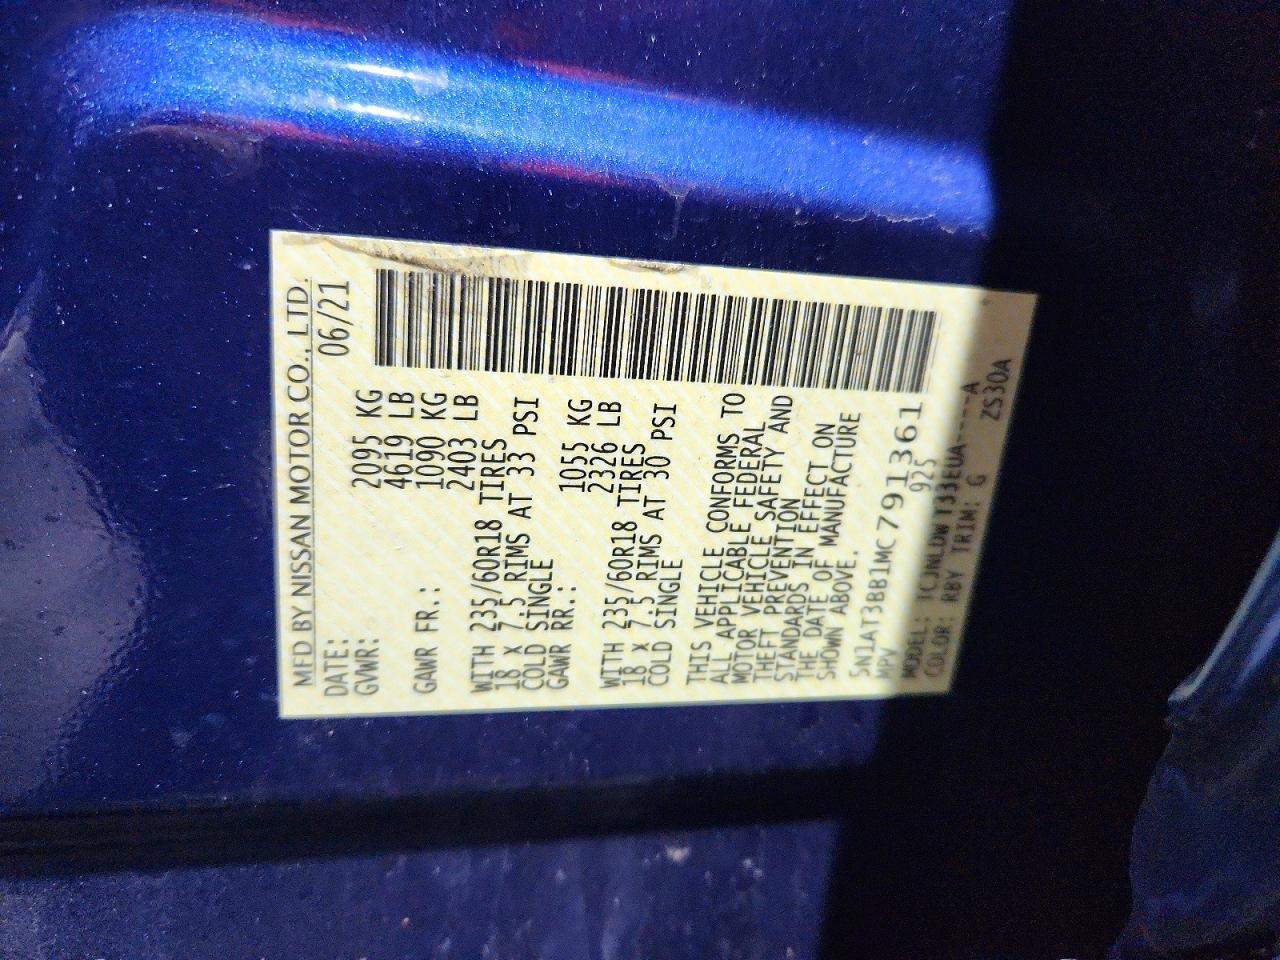 MFD BY NISSAN MOTOR CO., LTD.
DATE: 06/21
GVWR: 2095 KG
4619 LB
GAWR FR.: 1090 KG
2403 LB
WITH 235/60R18 TIRES
18 x 7.5 RIMS AT 33 PSI
COLD SINGLE
GAWR RR.: 1055 KG
2326 LB
WITH 235/60R18 TIRES
18 x 7.5 RIMS AT 30 PSI
COLD SINGLE
THIS VEHICLE CONFORMS TO
ALL APPLICABLE FEDERAL
MOTOR VEHICLE SAFETY AND
THEFT PREVENTION
STANDARDS IN EFFECT ON
THE DATE OF MANUFACTURE
SHOWN ABOVE.
5N1AT3BB1MC791361
MPV 925
MODEL: TCJNLDWT33EUA-----A
COLOR: RBY TRIM: G ZS30A